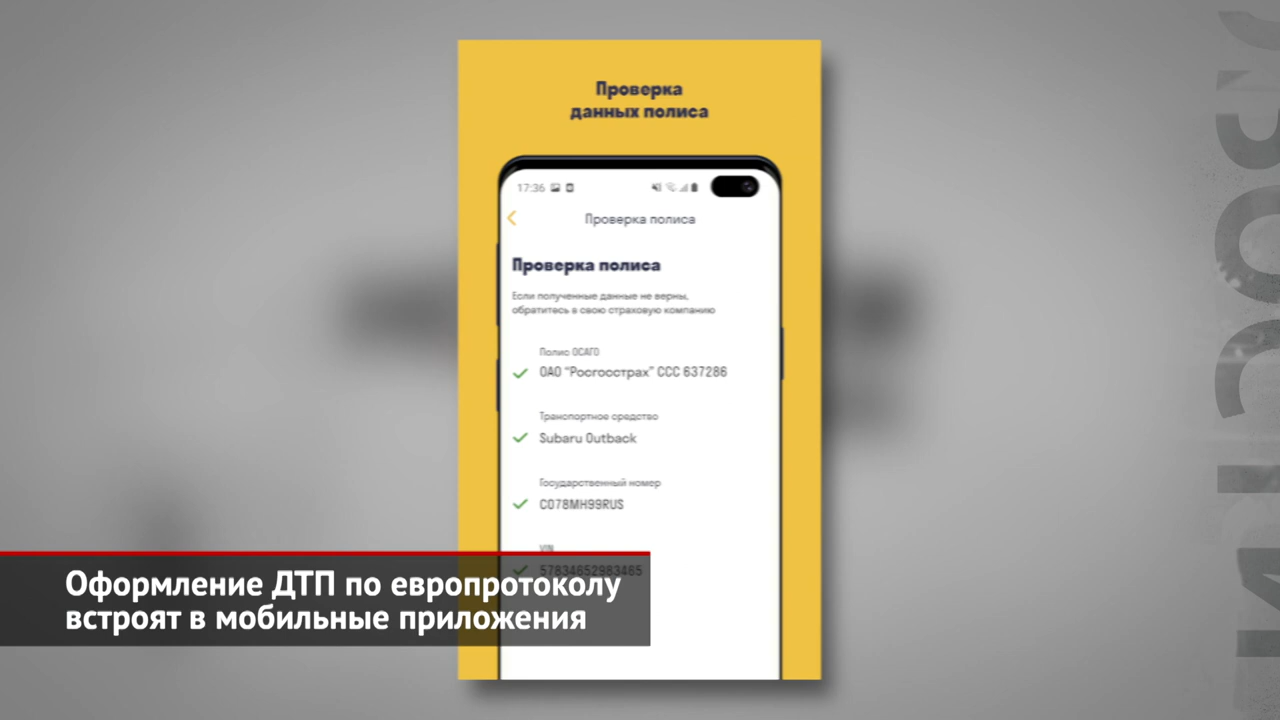 Проверка
данных полиса
17:36
Проверка полиса
Проверка полиса
Если полученные данные не верны,
обратитесь в свою страховую компанию
Полис ОСАГО
ОАО "Росгосстрах" ССС 637286
Транспортное средство
Subaru Outback
Государственный номер
С078МН99RUS
VIN
57834652983465
Оформление ДТП по европротоколу
встроят в мобильные приложения